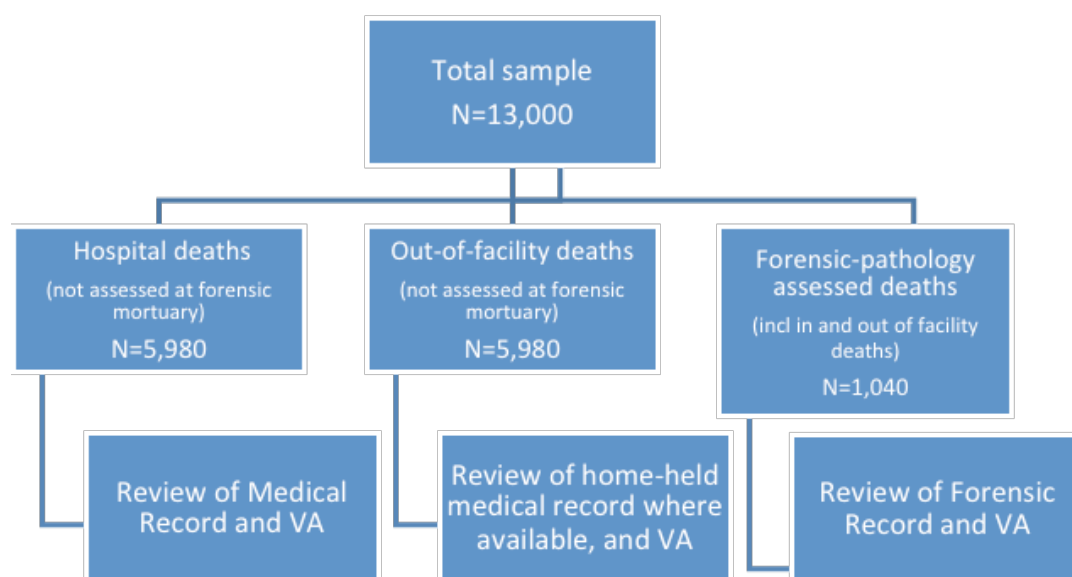 Total sample
N=13,000
Hospital deaths
(not assessed at forensic
mortuary)
N=5,980
Out-of-facility deaths
(not assessed at forensic
mortuary)
N=5,980
Forensic-pathology
assessed deaths
(incl in and out of facility
deaths)
N=1,040
Review of Medical
Record and VA
Review of home-held
medical record where
available, and VA
Review of Forensic
Record and VA